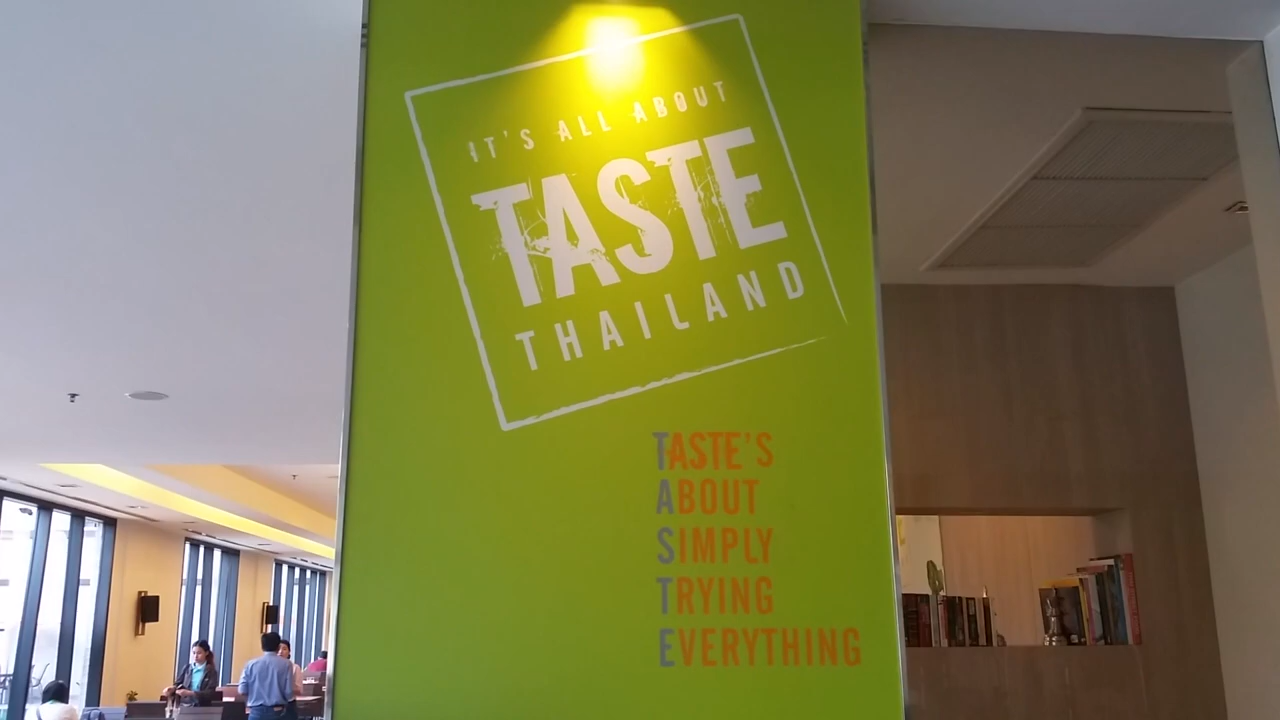 IT'S ALL ABOUT
TASTE
THAILAND
TASTE'S
ABOUT
SIMPLY
TRYING
EVERYTHING